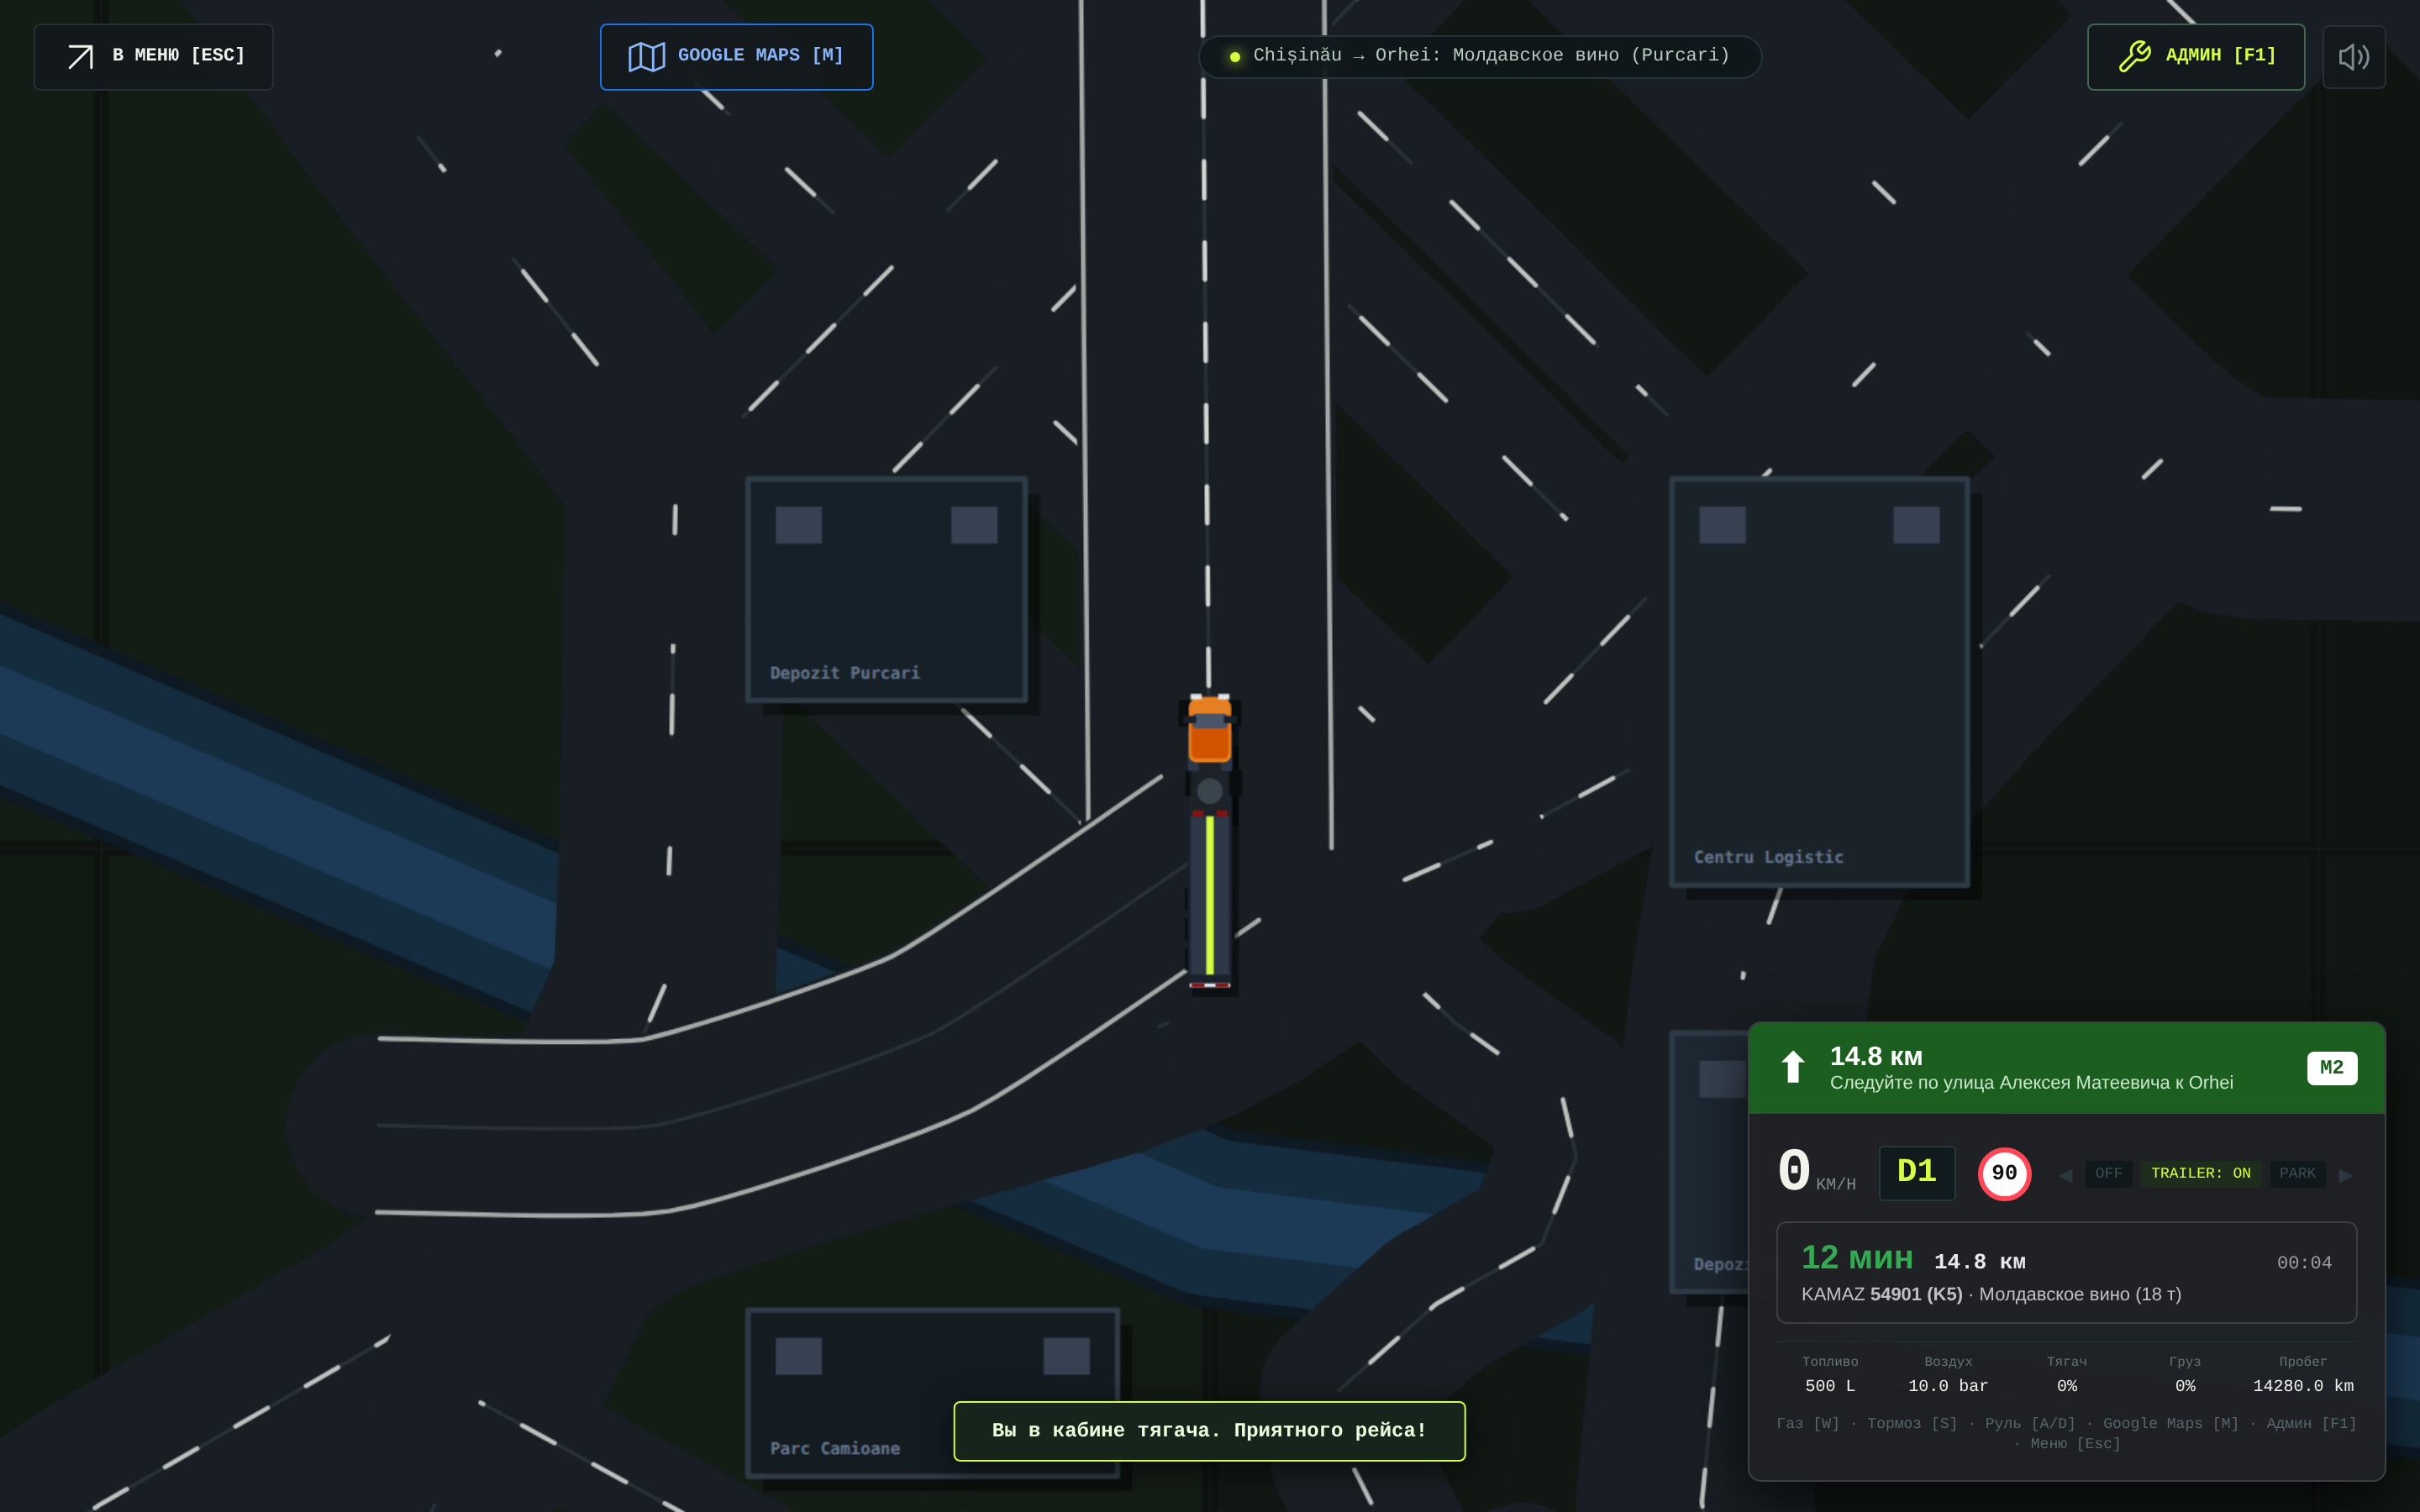 В МЕНЮ [ESC]
GOOGLE MAPS [M]
Chișinău → Orhei: Молдавское вино (Purcari)
АДМИН [F1]
Depozit Purcari
Centru Logistic
14.8 км
Следуйте по улица Алексея Матеевича к Orhei
M2
0 KM/H
D1
90
◀ OFF TRAILER: ON PARK ▶
Depozi
12 мин 14.8 км 00:04
KAMAZ 54901 (K5) · Молдавское вино (18 т)
Топливо Воздух Тягач Груз Пробег
500 L 10.0 bar 0% 0% 14280.0 km
Газ [W] · Тормоз [S] · Руль [A/D] · Google Maps [M] · Админ [F1]
· Меню [Esc]
Parc Camioane
Вы в кабине тягача. Приятного рейса!